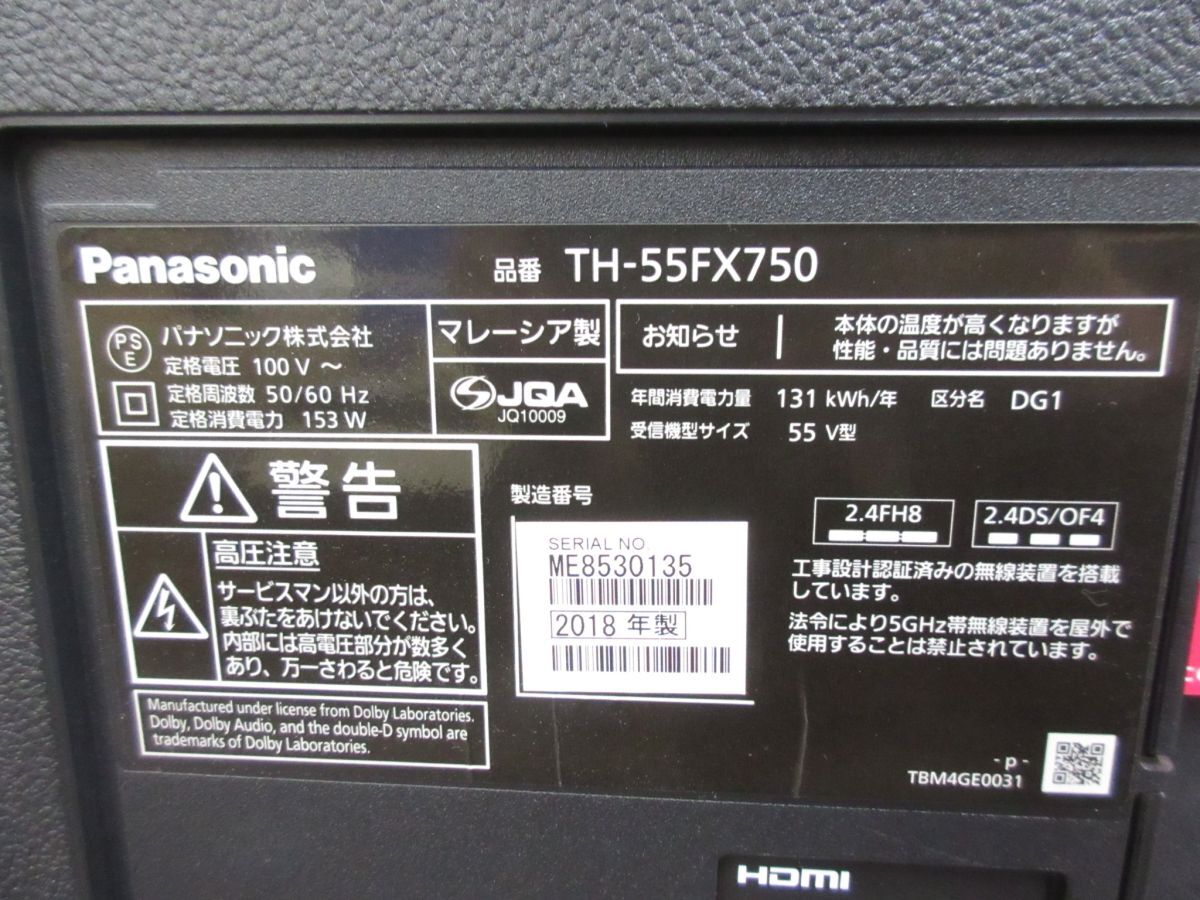 Panasonic
品番 TH-55FX750
PS
E
パナソニック株式会社
定格電圧 100 V ～
定格周波数 50/60 Hz
定格消費電力 153 W
マレーシア製
JQA
JQ10009
お知らせ
本体の温度が高くなりますが
性能・品質には問題ありません。
年間消費電力量 131 kWh/年 区分名 DG1
受信機型サイズ 55 V型
警告
高圧注意
サービスマン以外の方は、
裏ぶたをあけないでください。
内部には高電圧部分が数多く
あり、万一さわると危険です。
Manufactured under license from Dolby Laboratories.
Dolby, Dolby Audio, and the double-D symbol are
trademarks of Dolby Laboratories.
製造番号
SERIAL NO.
ME8530135
2018 年製
2.4FH8
2.4DS/OF4
工事設計認証済みの無線装置を搭載
しています。
法令により5GHz帯無線装置を屋外で
使用することは禁止されています。
- p -
TBM4GE0031
HDMI